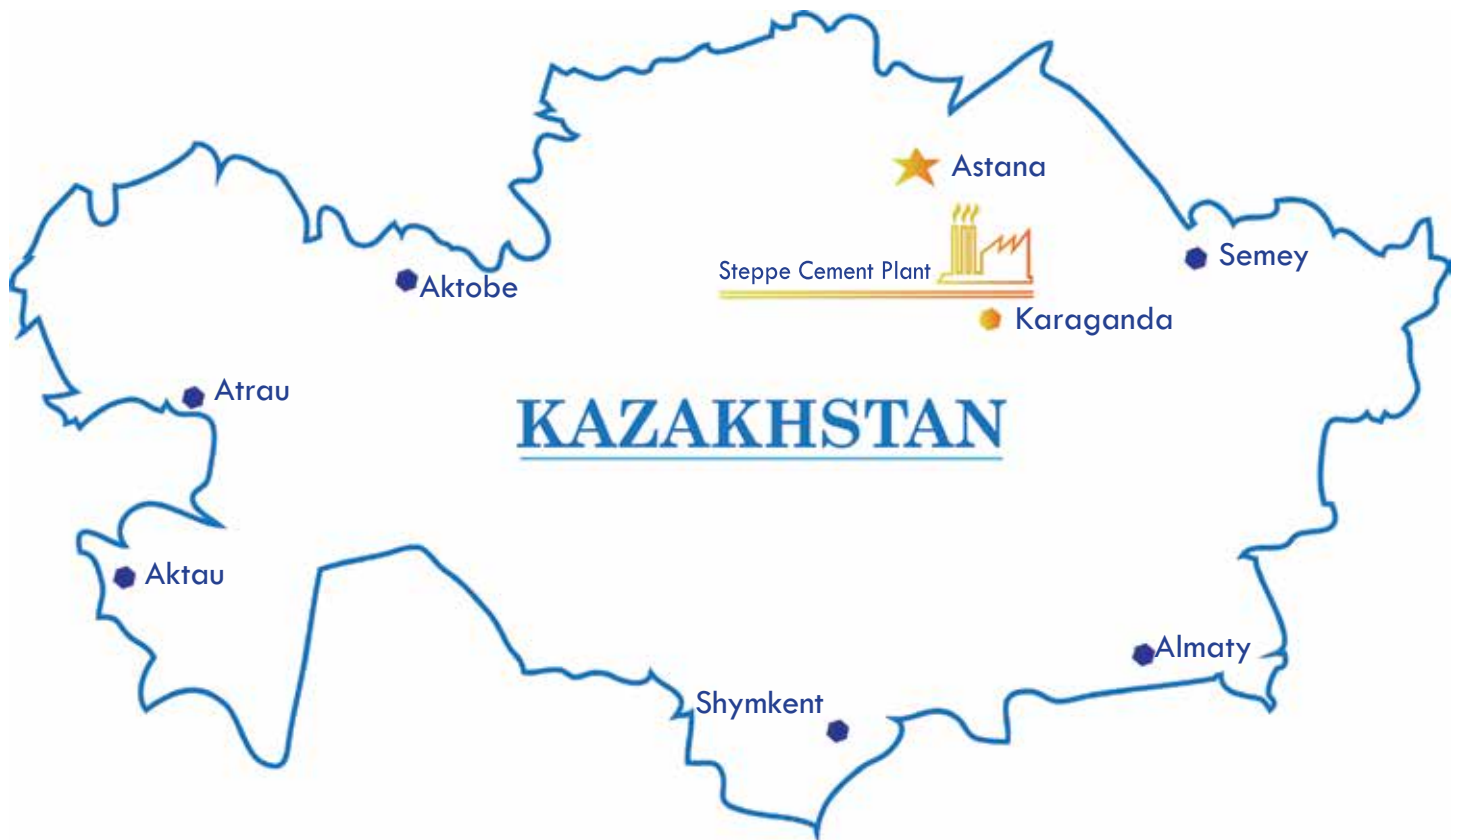 Astana
Semey
Steppe Cement Plant
Aktobe
Karaganda
Atrau
KAZAKHSTAN
Aktau
Almaty
Shymkent